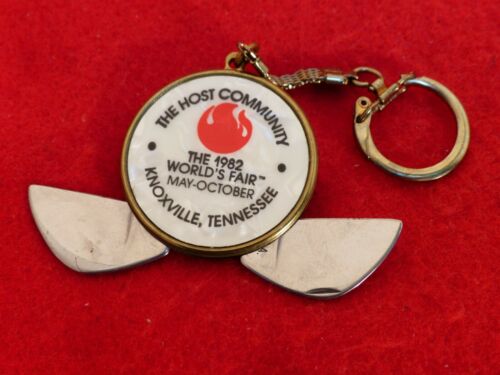 THE HOST COMMUNITY
THE 1982
WORLD'S FAIR™
MAY-OCTOBER
KNOXVILLE, TENNESSEE